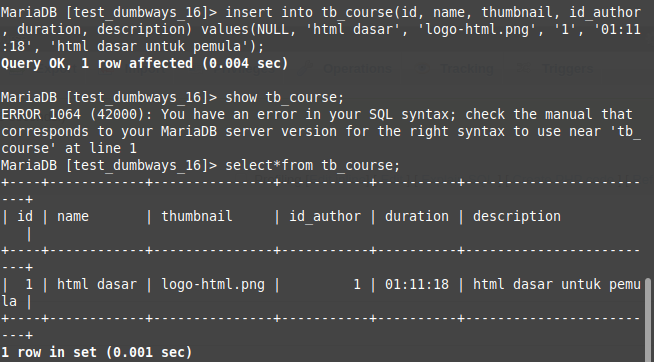 MariaDB [test_dumbways_16]> insert into tb_course(id, name, thumbnail, id_author
, duration, description) values(NULL, 'html dasar', 'logo-html.png', '1', '01:11
:18', 'html dasar untuk pemula');
Query OK, 1 row affected (0.004 sec)
MariaDB [test_dumbways_16]> show tb_course;
ERROR 1064 (42000): You have an error in your SQL syntax; check the manual that
corresponds to your MariaDB server version for the right syntax to use near 'tb_
course' at line 1
MariaDB [test_dumbways_16]> select*from tb_course;
+----+------------+---------------+-----------+----------+----------------------
---+
| id | name       | thumbnail     | id_author | duration | description
   |
+----+------------+---------------+-----------+----------+----------------------
---+
|  1 | html dasar | logo-html.png |         1 | 01:11:18 | html dasar untuk pemu
la |
+----+------------+---------------+-----------+----------+----------------------
---+
1 row in set (0.001 sec)